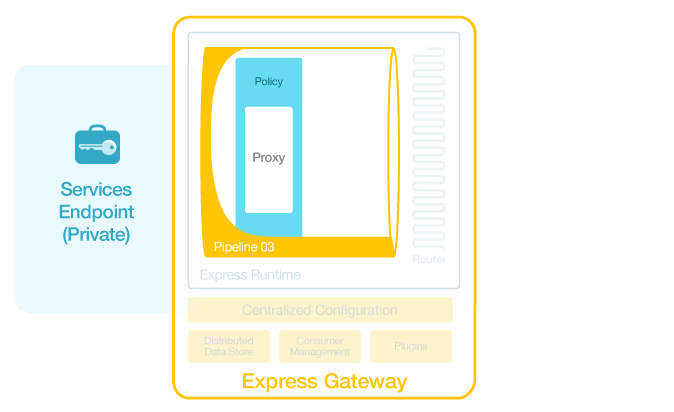 Policy
Proxy
Services
Endpoint
(Private)
Pipeline 03
Router
Express Runtime
Centralized Configuration
Distributed
Data Store
Consumer
Management
Plugins
Express Gateway